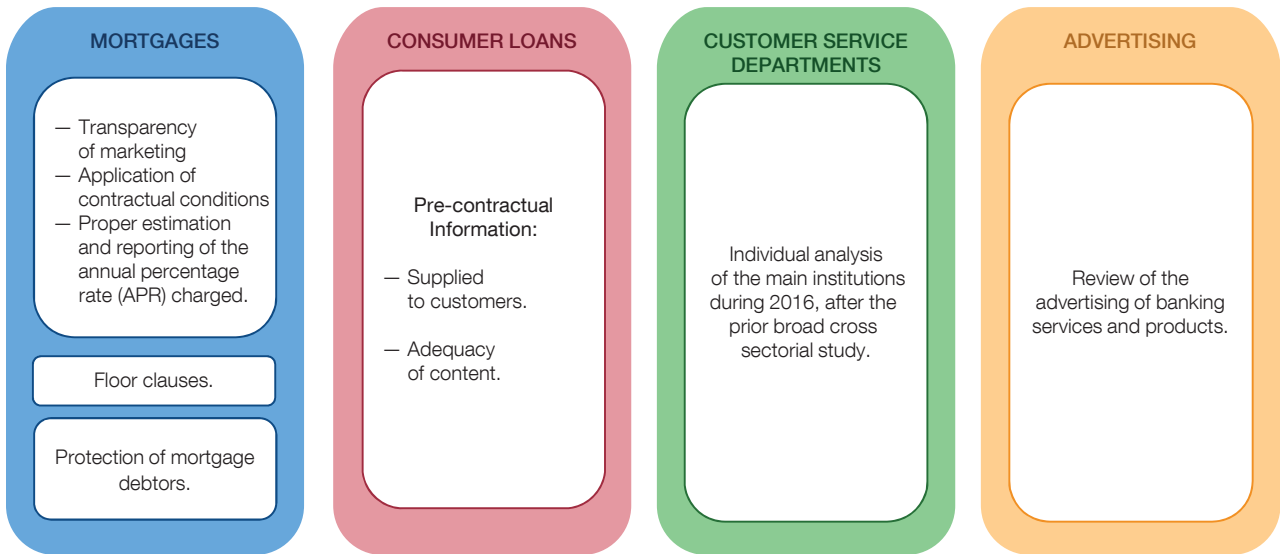 MORTGAGES
— Transparency
of marketing
— Application of
contractual conditions
— Proper estimation
and reporting of the
annual percentage
rate (APR) charged.
Floor clauses.
Protection of mortgage
debtors.
CONSUMER LOANS
Pre-contractual
Information:
— Supplied
to customers.
— Adequacy
of content.
CUSTOMER SERVICE
DEPARTMENTS
Individual analysis
of the main institutions
during 2016, after the
prior broad cross
sectorial study.
ADVERTISING
Review of the
advertising of banking
services and products.